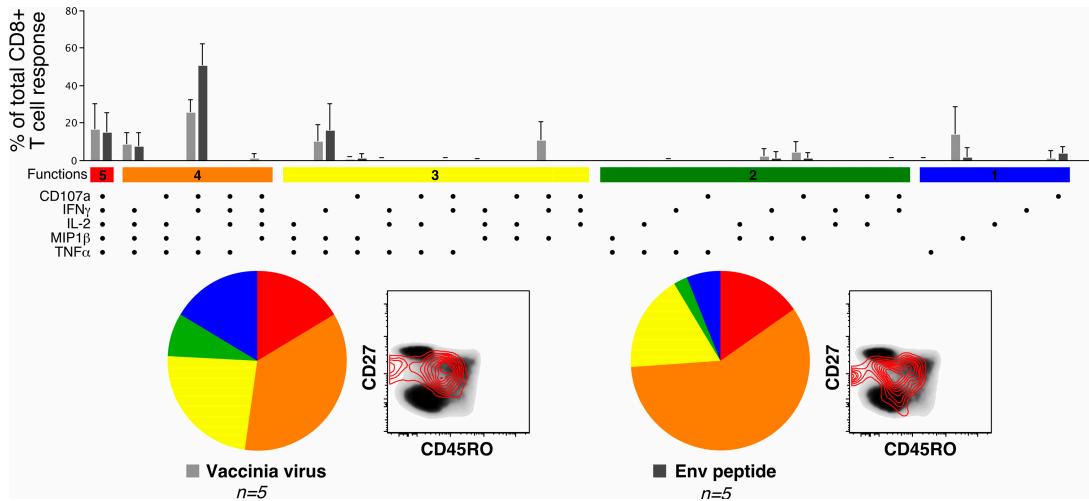 % of total CD8+
T cell response
80
60
40
20
0
Functions 5 4 3 2 1
CD107a
IFNγ
IL-2
MIP1β
TNFα
CD27
CD45RO
CD27
CD45RO
Vaccinia virus
n=5
Env peptide
n=5